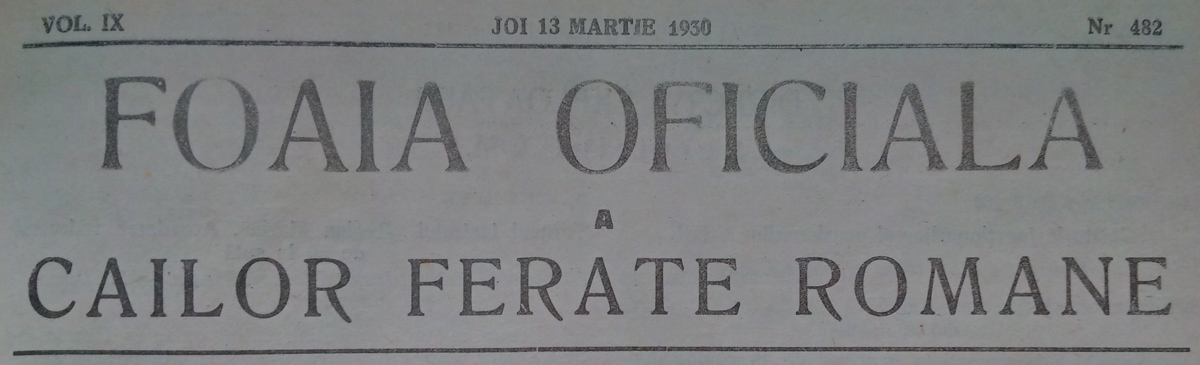 VOL. IX JOI 13 MARTIE 1930 Nr 482
FOAIA OFICIALA
A
CAILOR FERATE ROMANE